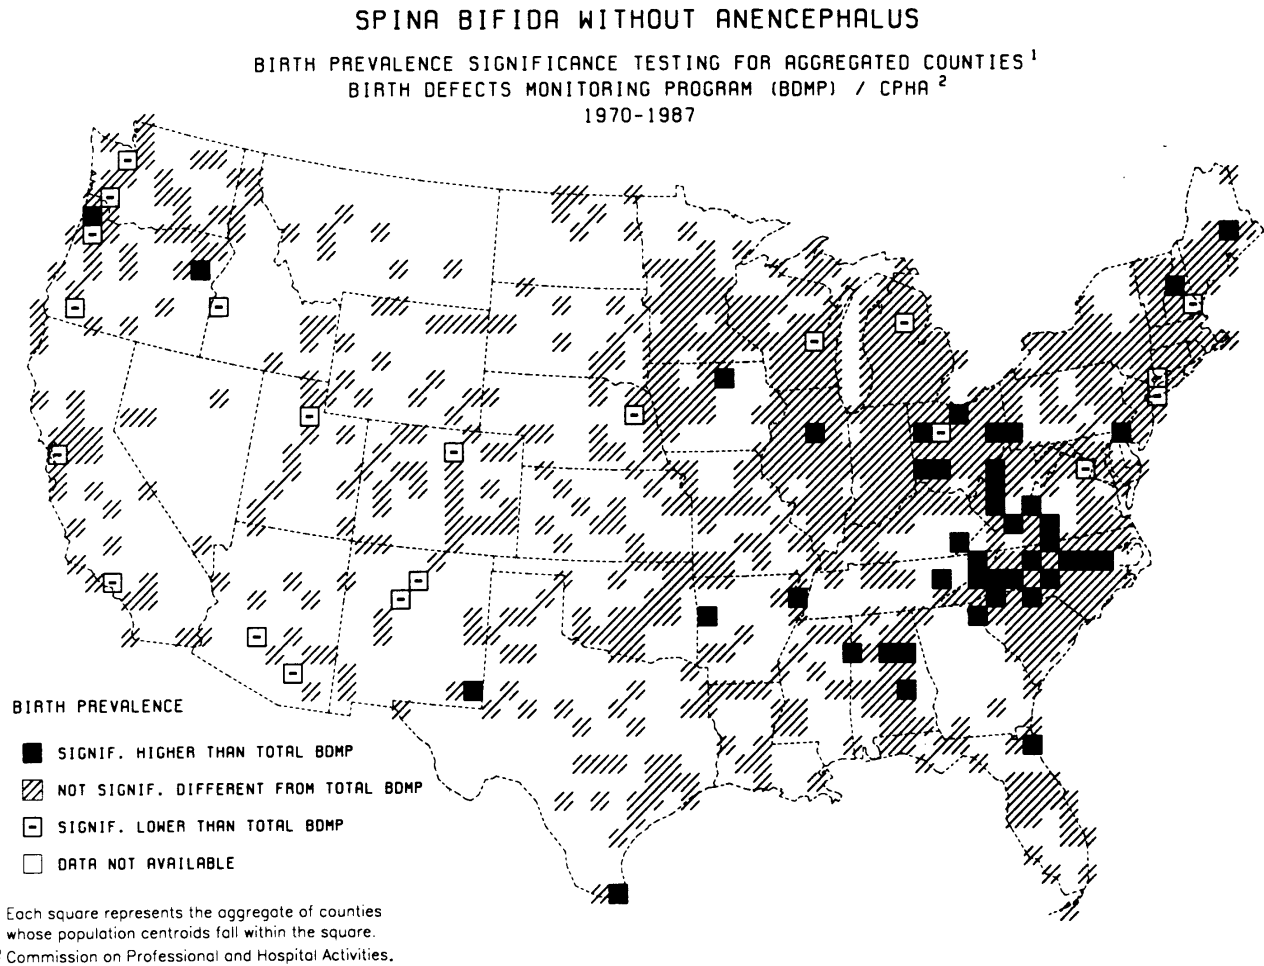 SPINA BIFIDA WITHOUT ANENCEPHALUS
BIRTH PREVALENCE SIGNIFICANCE TESTING FOR AGGREGATED COUNTIES 1
BIRTH DEFECTS MONITORING PROGRAM (BDMP) / CPHA 2
1970-1987
BIRTH PREVALENCE
SIGNIF. HIGHER THAN TOTAL BDMP
NOT SIGNIF. DIFFERENT FROM TOTAL BDMP
SIGNIF. LOWER THAN TOTAL BDMP
DATA NOT AVAILABLE
Each square represents the aggregate of counties
whose population centroids fall within the square.
Commission on Professional and Hospital Activities.